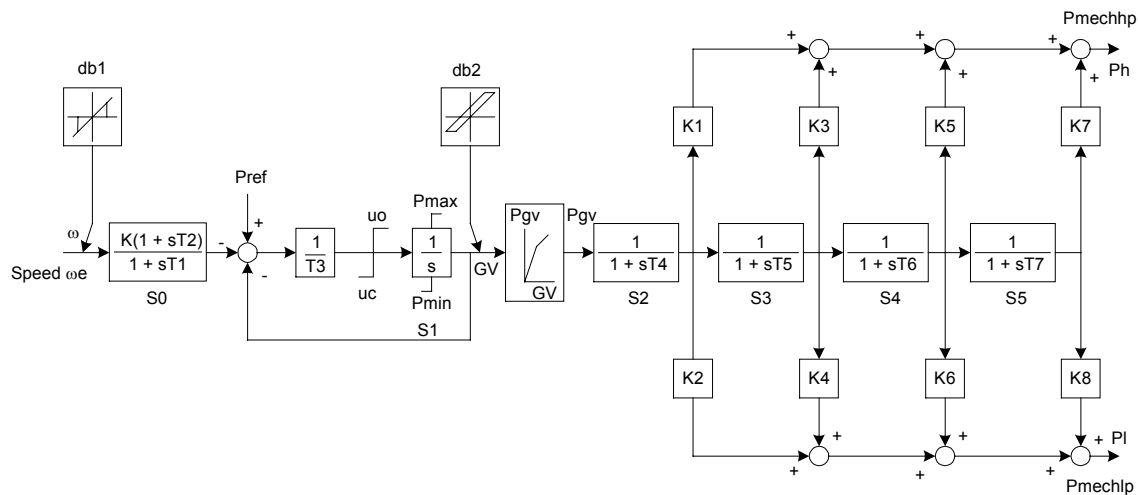 Pmechhp
Ph
db1
db2
K1
K3
K5
K7
+
+
+
+
+
+
Pref
ω
Speed ωe
K(1 + sT2)
1 + sT1
S0
-
+
-
1
T3
uo
uc
Pmax
1
s
Pmin
S1
GV
Pgv
GV
Pgv
1
1 + sT4
S2
1
1 + sT5
S3
1
1 + sT6
S4
1
1 + sT7
S5
K2
K4
K6
K8
+
+
+
+
+
+
Pl
Pmechlp